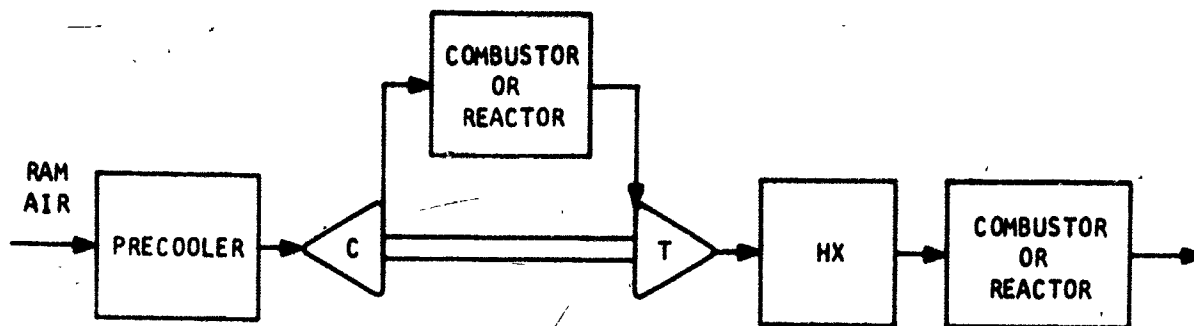 COMBUSTOR
OR
REACTOR
RAM
AIR
PRECOOLER
C
T
HX
COMBUSTOR
OR
REACTOR